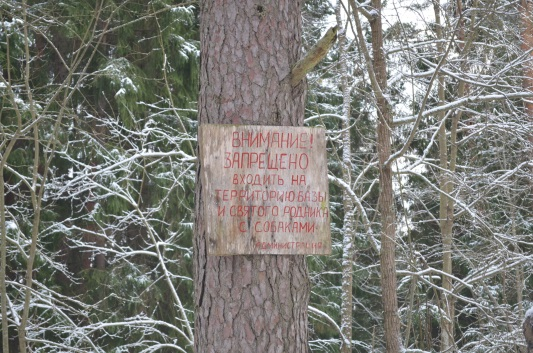 ВНИМАНИЕ!
ЗАПРЕЩЕНО
ВХОДИТЬ НА
ТЕРРИТОРИЮ БАЗЫ
И СВЯТОГО РОДНИКА
С СОБАКАМИ
АДМИНИСТРАЦИЯ